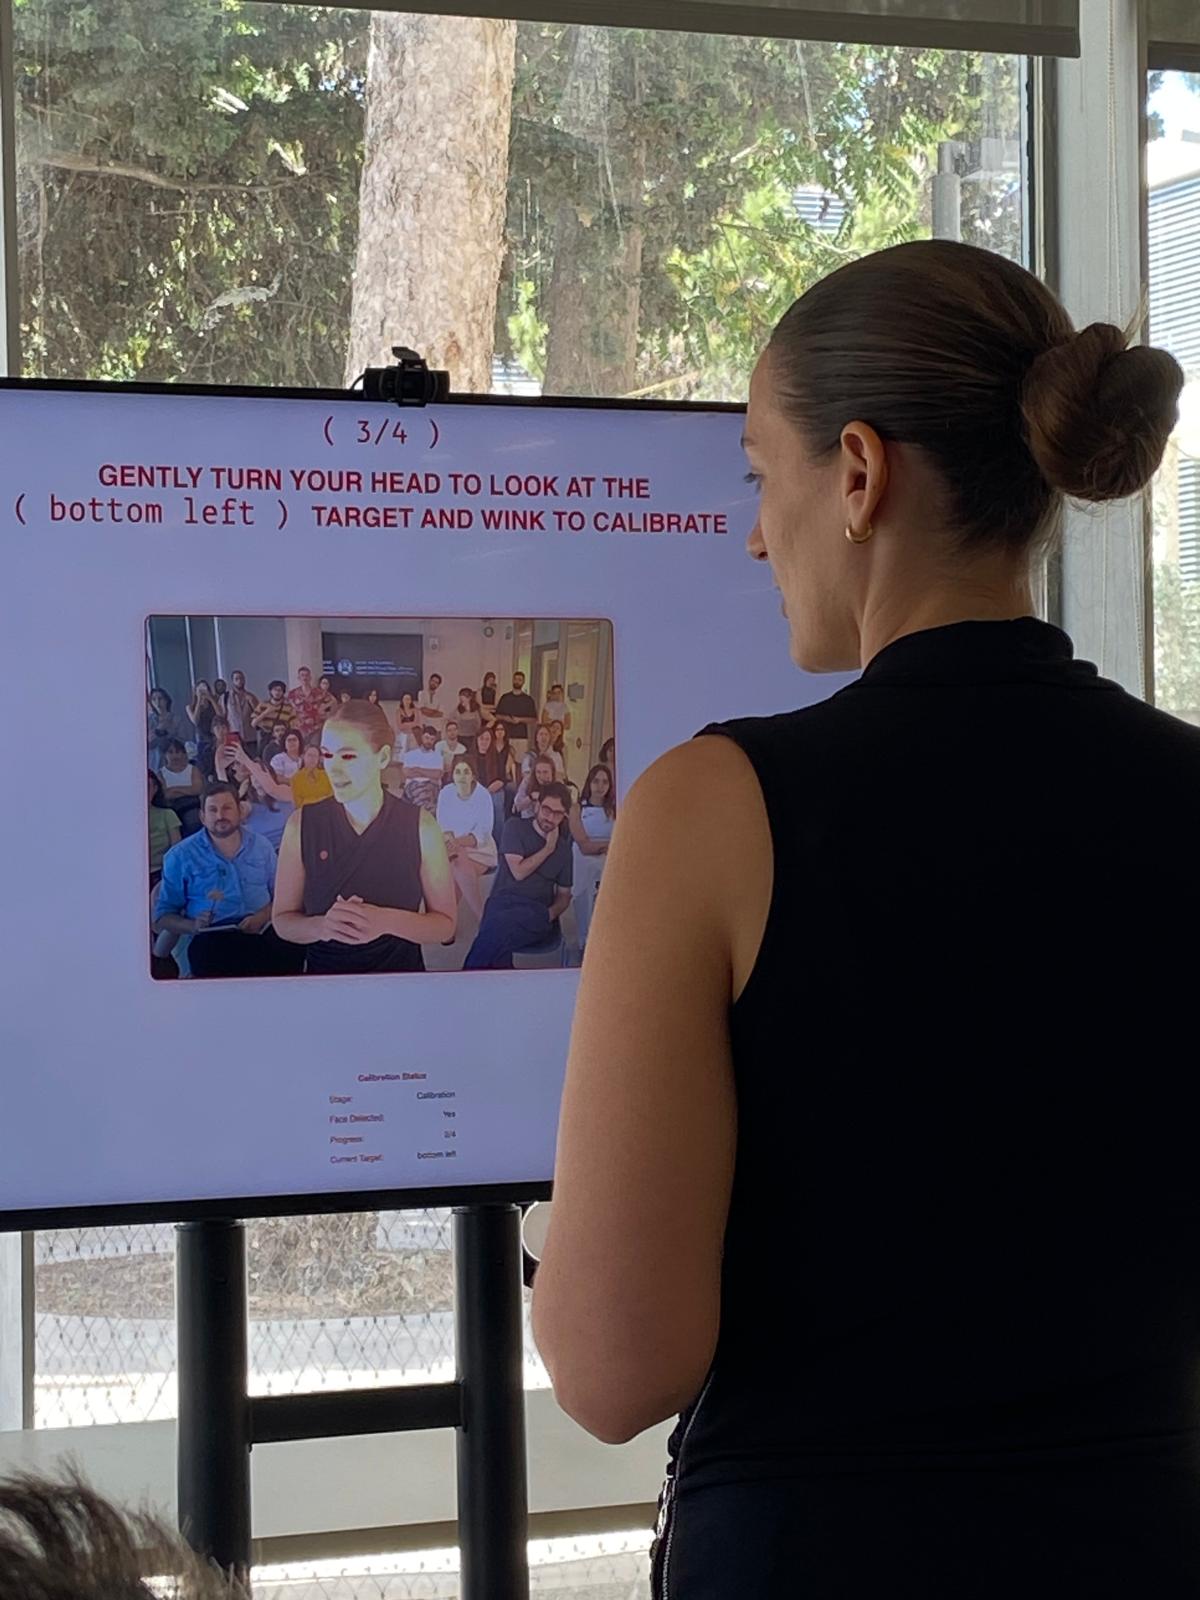 ( 3/4 )
GENTLY TURN YOUR HEAD TO LOOK AT THE
( bottom left ) TARGET AND WINK TO CALIBRATE
Calibration Status
Stage: Calibration
Face Detected: Yes
Progress: 2/4
Current Target: bottom left